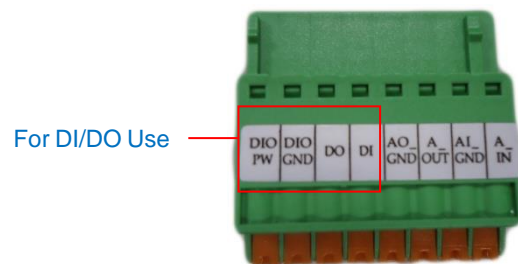 For DI/DO Use
DIO DIO DO DI AO_ A_ AI_ A_
PW GND GND OUT GND IN